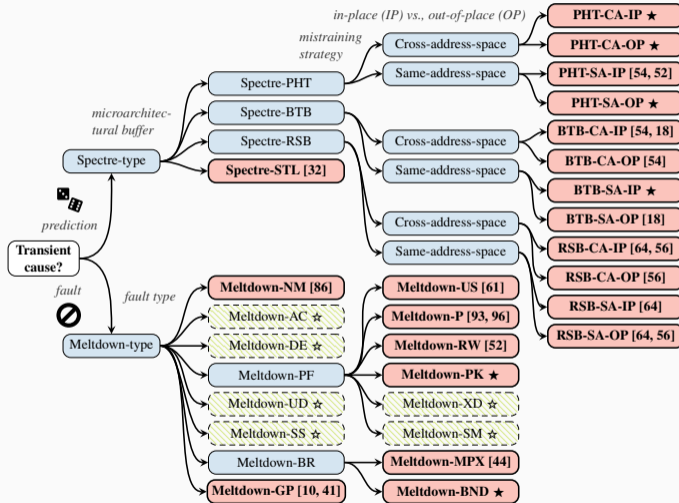 in-place (IP) vs., out-of-place (OP)
mistraining
strategy
microarchitec-
tural buffer
prediction
fault
fault type
Transient
cause?
Spectre-type
Meltdown-type
Spectre-PHT
Spectre-BTB
Spectre-RSB
Spectre-STL [32]
Cross-address-space
Same-address-space
Cross-address-space
Same-address-space
Cross-address-space
Same-address-space
PHT-CA-IP ★
PHT-CA-OP ★
PHT-SA-IP [54, 52]
PHT-SA-OP ★
BTB-CA-IP [54, 18]
BTB-CA-OP [54]
BTB-SA-IP ★
BTB-SA-OP [18]
RSB-CA-IP [64, 56]
RSB-CA-OP [56]
RSB-SA-IP [64]
RSB-SA-OP [64, 56]
Meltdown-NM [86]
Meltdown-AC ☆
Meltdown-DE ☆
Meltdown-PF
Meltdown-UD ☆
Meltdown-SS ☆
Meltdown-BR
Meltdown-GP [10, 41]
Meltdown-US [61]
Meltdown-P [93, 96]
Meltdown-RW [52]
Meltdown-PK ★
Meltdown-XD ☆
Meltdown-SM ☆
Meltdown-MPX [44]
Meltdown-BND ★